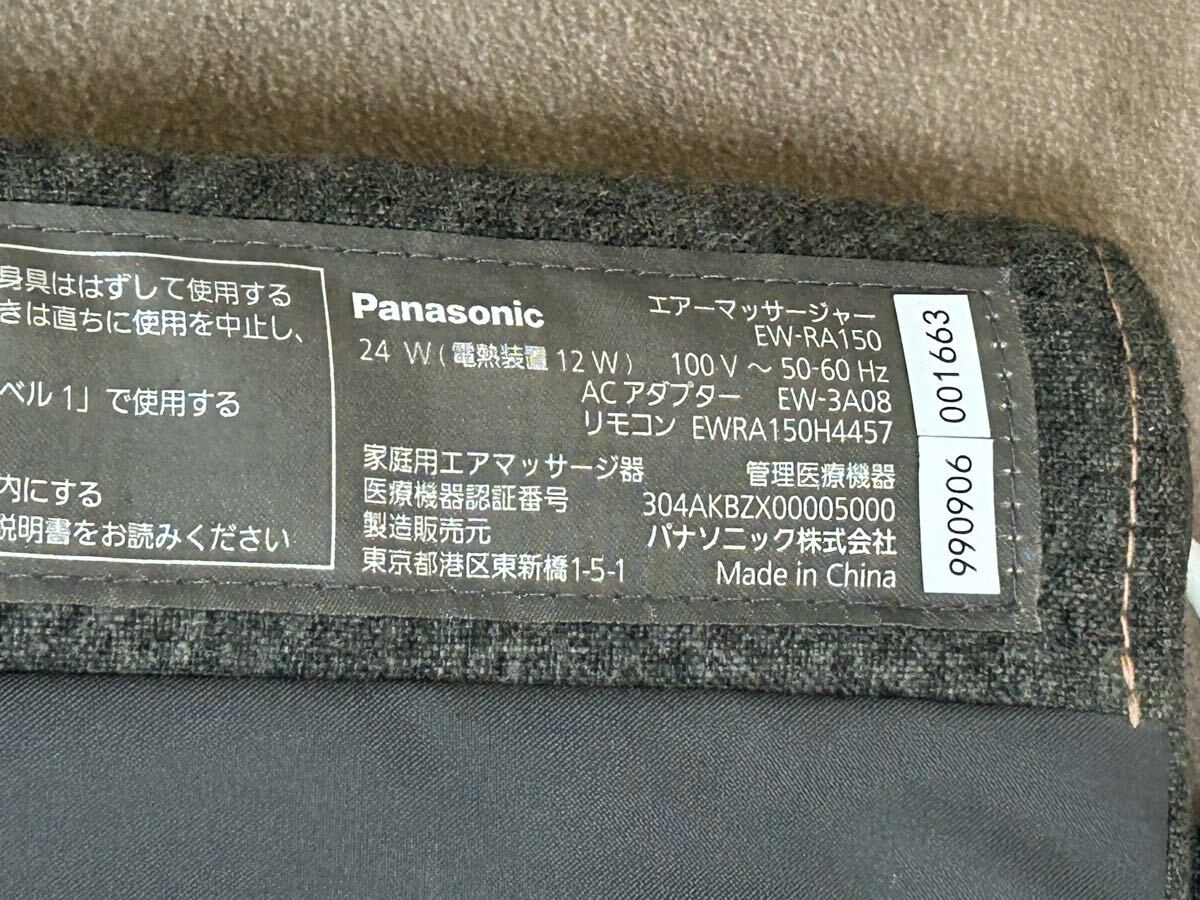 身具ははずして使用する
きは直ちに使用を中止し、
ベル1」で使用する
内にする
説明書をお読みください
Panasonic エアーマッサージャー
EW-RA150
24 W (電熱装置 12 W) 100 V ~ 50-60 Hz
ACアダプター EW-3A08
リモコン EWRA150H4457
家庭用エアマッサージ器 管理医療機器
医療機器認証番号 304AKBZX00005000
製造販売元 パナソニック株式会社
東京都港区東新橋1-5-1 Made in China
990906 001663